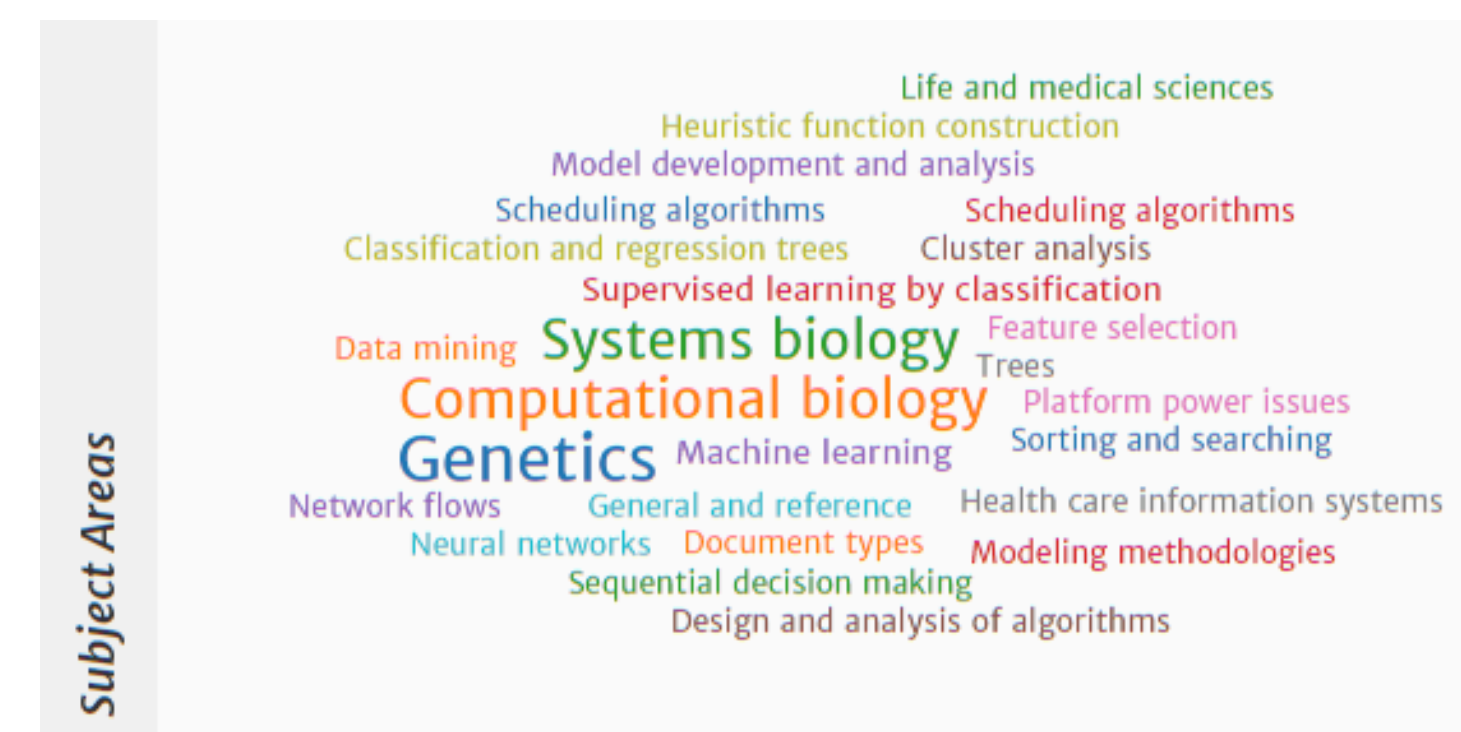 Subject Areas
Life and medical sciences
Heuristic function construction
Model development and analysis
Scheduling algorithms Scheduling algorithms
Classification and regression trees Cluster analysis
Supervised learning by classification
Data mining Systems biology Feature selection
Trees
Computational biology Platform power issues
Genetics Machine learning Sorting and searching
Network flows General and reference Health care information systems
Neural networks Document types Modeling methodologies
Sequential decision making
Design and analysis of algorithms